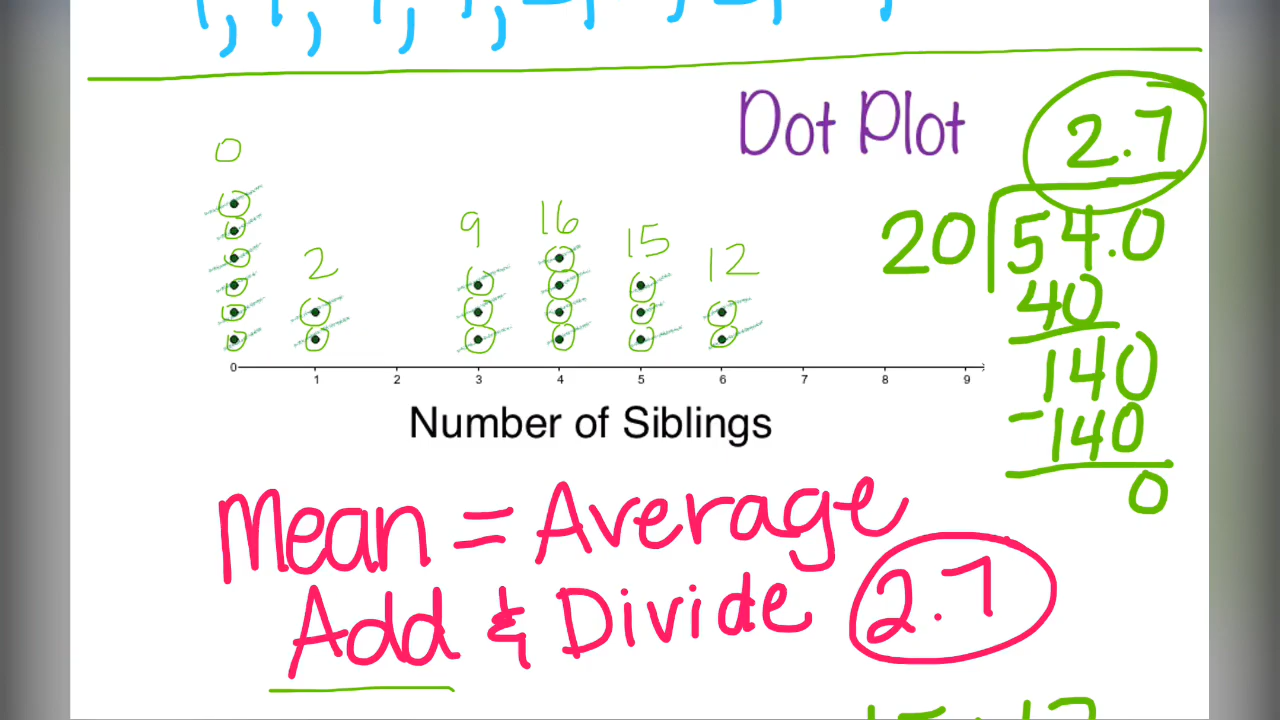 Dot Plot
2.7
20 54.0
40
140
-140
0
0
2
9
16
15
12
0 1 2 3 4 5 6 7 8 9
Number of Siblings
Mean = Average
Add & Divide 2.7